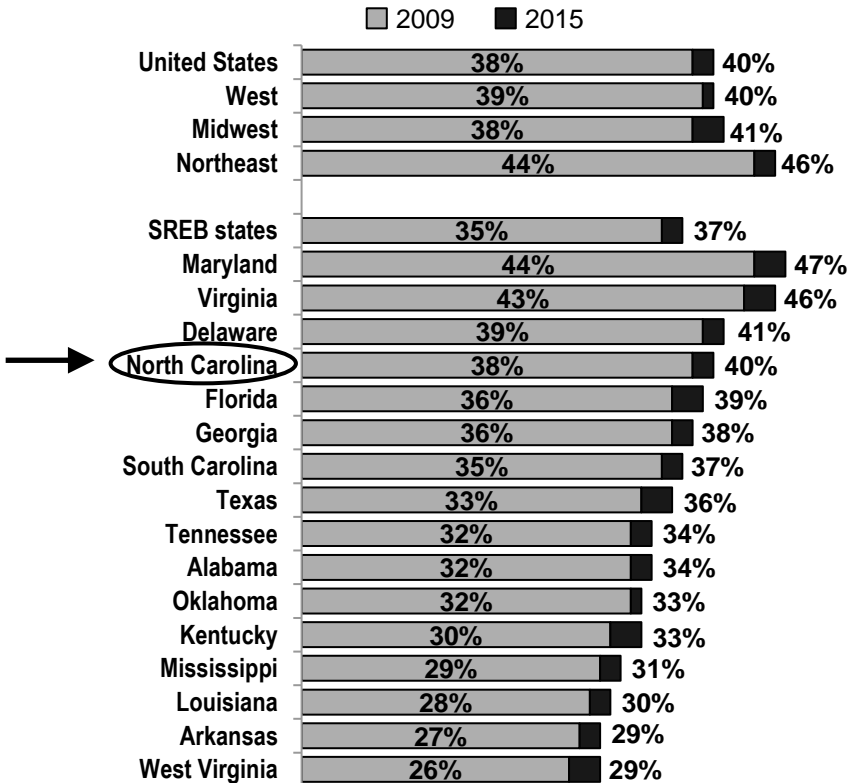 2009 2015
United States 38% 40%
West 39% 40%
Midwest 38% 41%
Northeast 44% 46%
SREB states 35% 37%
Maryland 44% 47%
Virginia 43% 46%
Delaware 39% 41%
North Carolina 38% 40%
Florida 36% 39%
Georgia 36% 38%
South Carolina 35% 37%
Texas 33% 36%
Tennessee 32% 34%
Alabama 32% 34%
Oklahoma 32% 33%
Kentucky 30% 33%
Mississippi 29% 31%
Louisiana 28% 30%
Arkansas 27% 29%
West Virginia 26% 29%